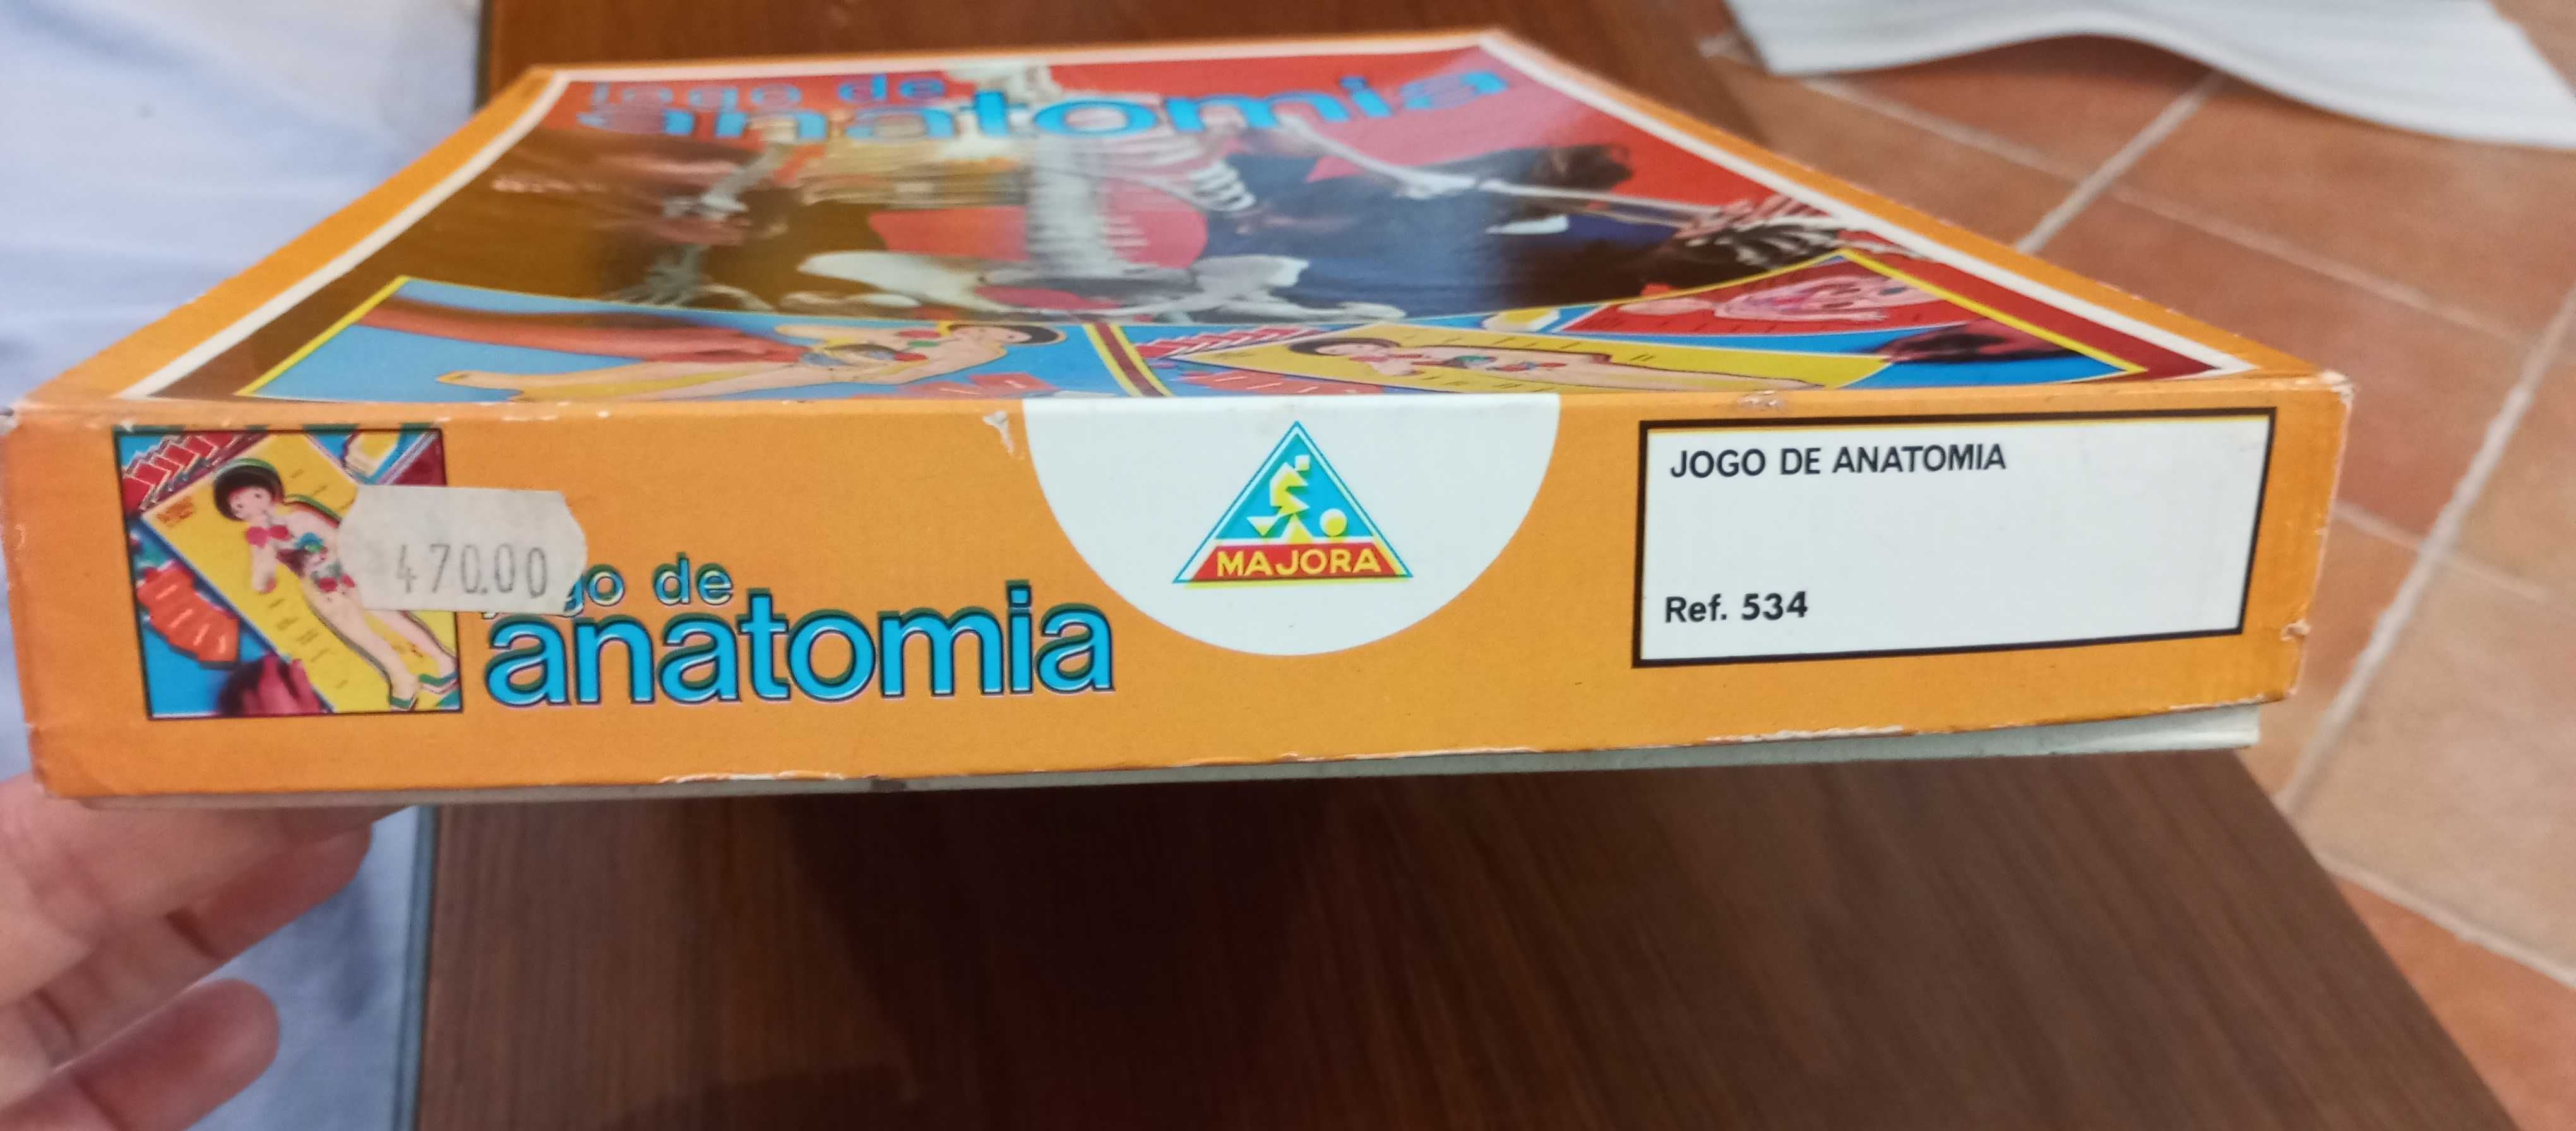 jogo de
anatomia
470.00
go de
anatomia
MAJORA
JOGO DE ANATOMIA
Ref. 534